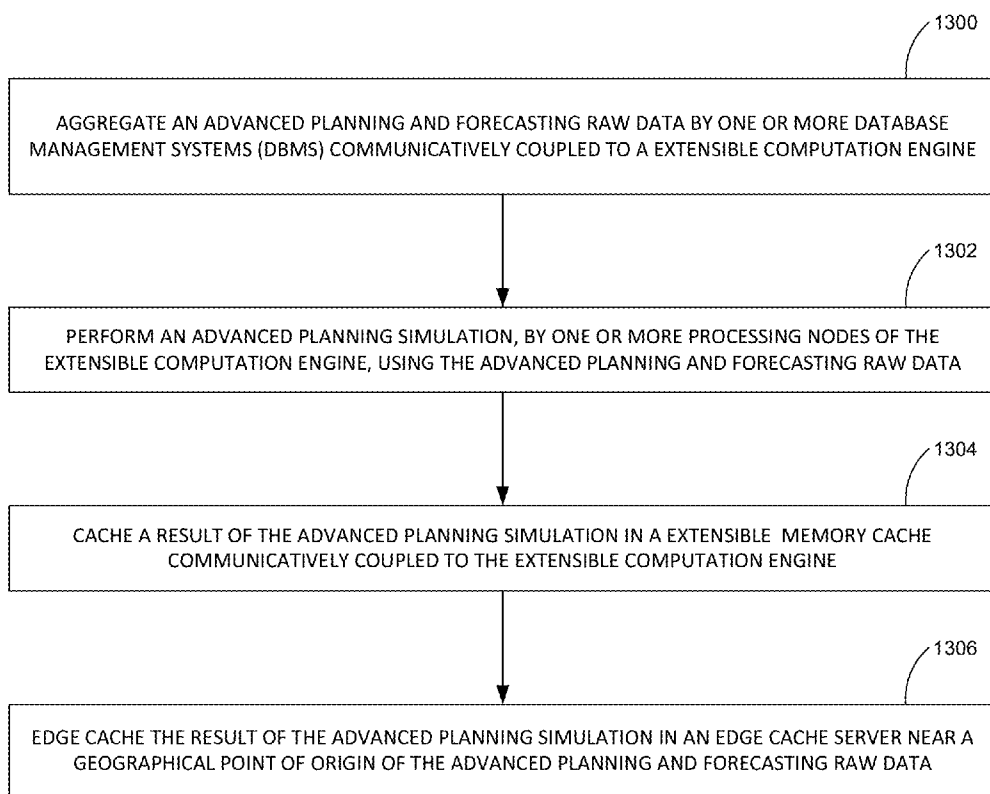 1300
AGGREGATE AN ADVANCED PLANNING AND FORECASTING RAW DATA BY ONE OR MORE DATABASE
MANAGEMENT SYSTEMS (DBMS) COMMUNICATIVELY COUPLED TO A EXTENSIBLE COMPUTATION ENGINE
1302
PERFORM AN ADVANCED PLANNING SIMULATION, BY ONE OR MORE PROCESSING NODES OF THE
EXTENSIBLE COMPUTATION ENGINE, USING THE ADVANCED PLANNING AND FORECASTING RAW DATA
1304
CACHE A RESULT OF THE ADVANCED PLANNING SIMULATION IN A EXTENSIBLE MEMORY CACHE
COMMUNICATIVELY COUPLED TO THE EXTENSIBLE COMPUTATION ENGINE
1306
EDGE CACHE THE RESULT OF THE ADVANCED PLANNING SIMULATION IN AN EDGE CACHE SERVER NEAR A
GEOGRAPHICAL POINT OF ORIGIN OF THE ADVANCED PLANNING AND FORECASTING RAW DATA